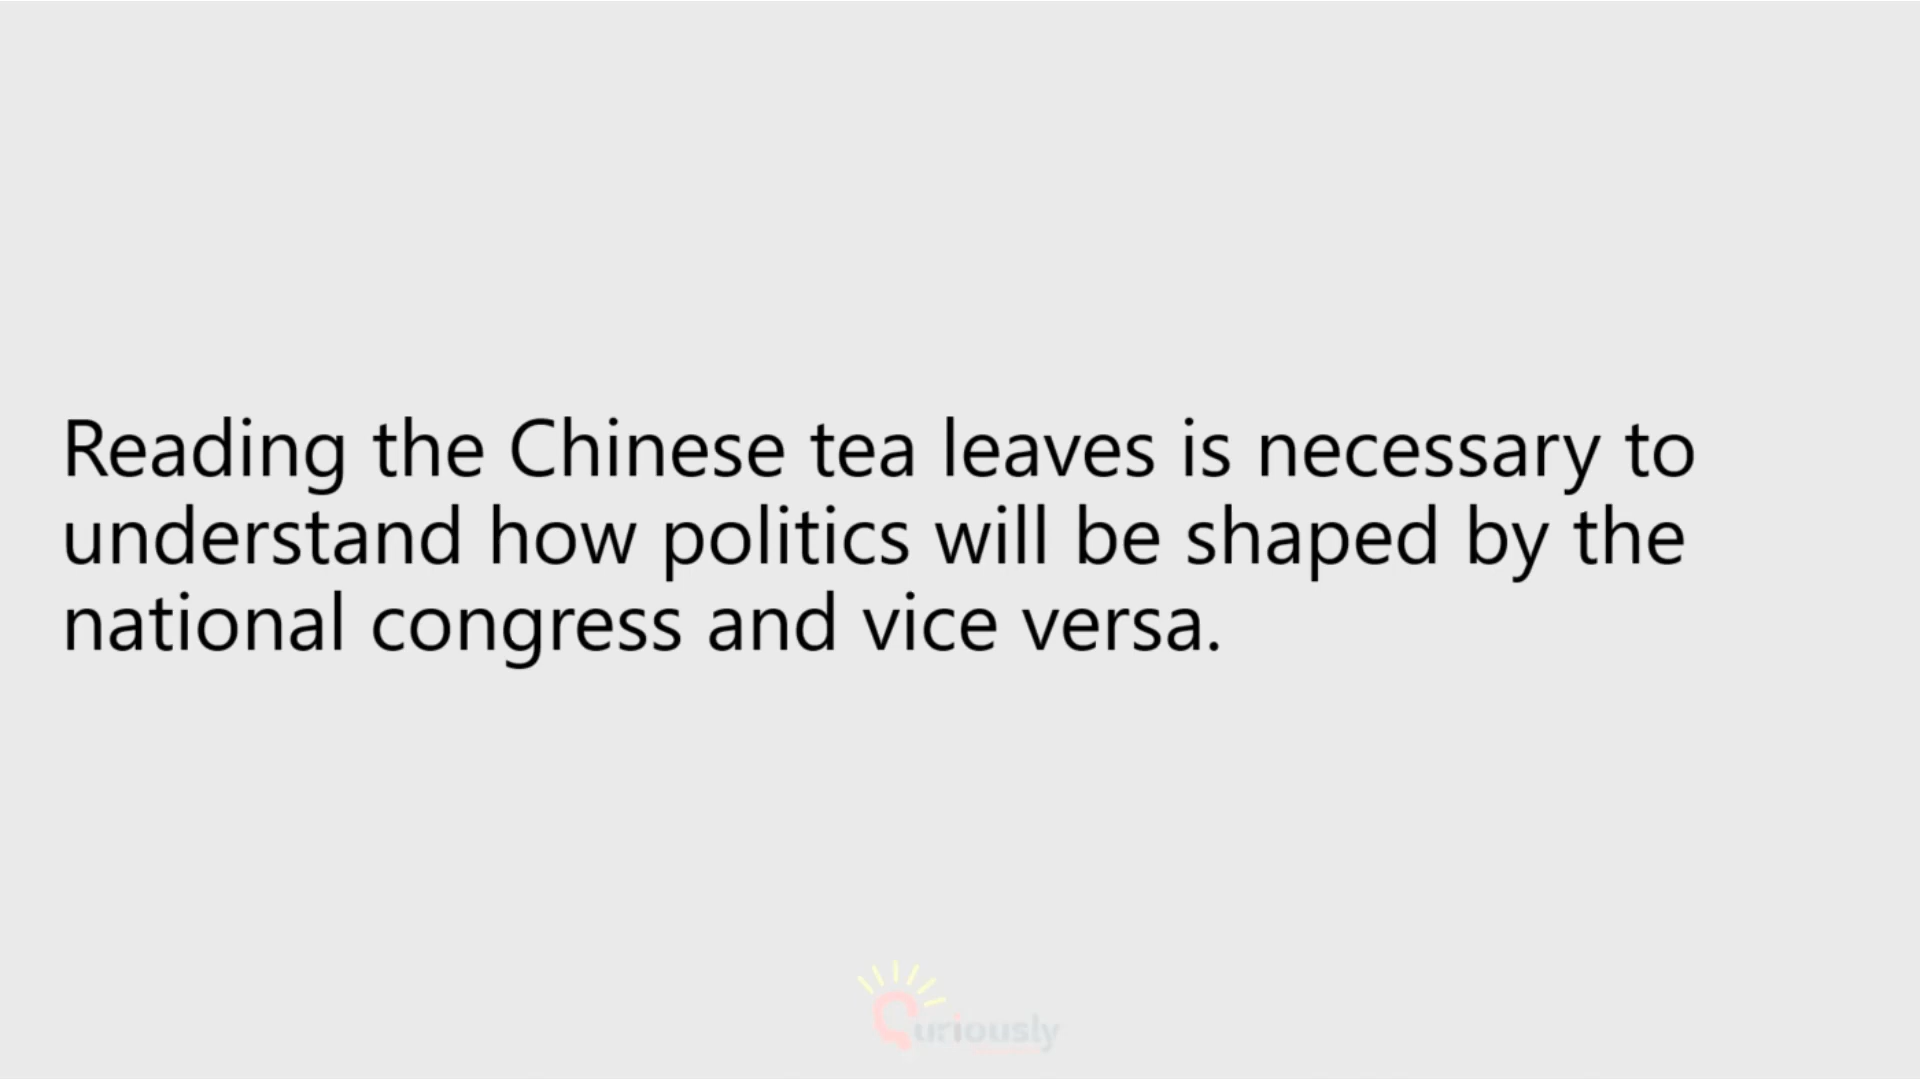 Reading the Chinese tea leaves is necessary to
understand how politics will be shaped by the
national congress and vice versa.
uriously